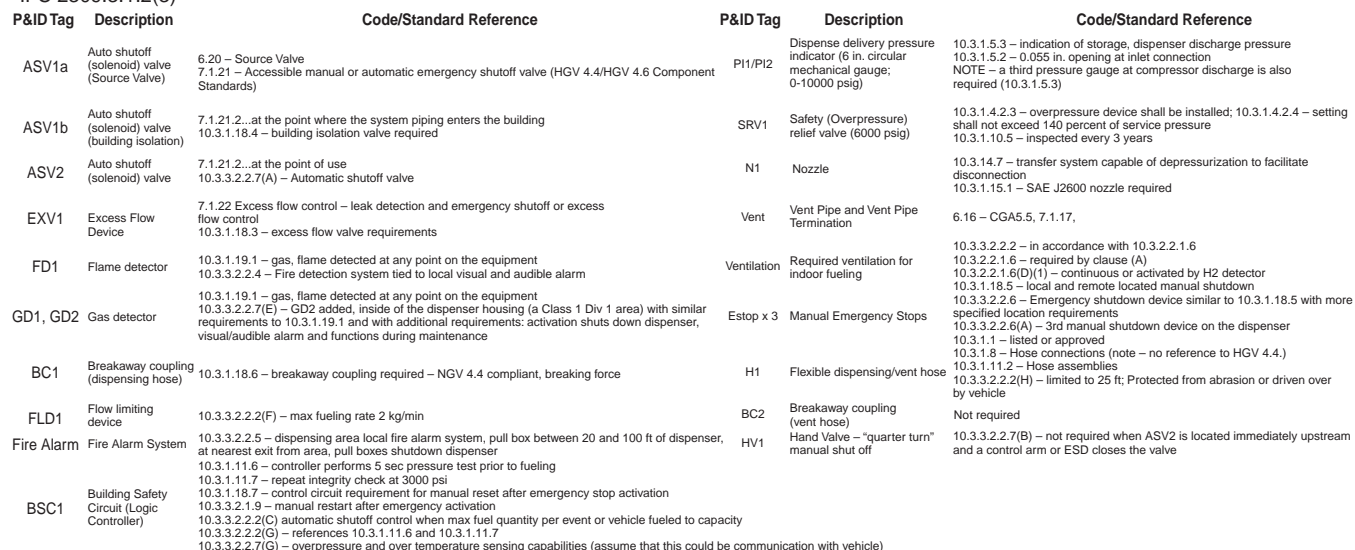 P&ID Tag Description Code/Standard Reference
ASV1a
Auto shutoff
(solenoid) valve
(Source Valve)
6.20 – Source Valve
7.1.21 – Accessible manual or automatic emergency shutoff valve (HGV 4.4/HGV 4.6 Component
Standards)
ASV1b
Auto shutoff
(solenoid) valve
(building isolation)
7.1.21.2...at the point where the system piping enters the building
10.3.1.18.4 – building isolation valve required
ASV2
Auto shutoff
(solenoid) valve
7.1.21.2...at the point of use
10.3.3.2.2.7(A) – Automatic shutoff valve
EXV1
Excess Flow
Device
7.1.22 Excess flow control – leak detection and emergency shutoff or excess
flow control
10.3.1.18.3 – excess flow valve requirements
FD1
Flame detector
10.3.1.19.1 – gas, flame detected at any point on the equipment
10.3.3.2.2.4 – Fire detection system tied to local visual and audible alarm
GD1, GD2
Gas detector
10.3.1.19.1 – gas, flame detected at any point on the equipment
10.3.3.2.2.7(E) – GD2 added, inside of the dispenser housing (a Class 1 Div 1 area) with similar
requirements to 10.3.1.19.1 and with additional requirements: activation shuts down dispenser,
visual/audible alarm and functions during maintenance
BC1
Breakaway coupling
(dispensing hose)
10.3.1.18.6 – breakaway coupling required – NGV 4.4 compliant, breaking force
FLD1
Flow limiting
device
10.3.3.2.2.2(F) – max fueling rate 2 kg/min
Fire Alarm
Fire Alarm System
10.3.3.2.2.5 – dispensing area local fire alarm system, pull box between 20 and 100 ft of dispenser,
at nearest exit from area, pull boxes shutdown dispenser
BSC1
Building Safety
Circuit (Logic
Controller)
10.3.1.11.6 – controller performs 5 sec pressure test prior to fueling
10.3.1.11.7 – repeat integrity check at 3000 psi
10.3.1.18.7 – control circuit requirement for manual reset after emergency stop activation
10.3.3.2.1.9 – manual restart after emergency activation
10.3.3.2.2.2(C) automatic shutoff control when max fuel quantity per event or vehicle fueled to capacity
10.3.3.2.2.2(G) – references 10.3.1.11.6 and 10.3.1.11.7
10.3.3.2.2.7(G) – overpressure and over temperature sensing capabilities (assume that this could be communication with vehicle)
P&ID Tag Description Code/Standard Reference
PI1/PI2
Dispense delivery pressure
indicator (6 in. circular
mechanical gauge;
0-10000 psig)
10.3.1.5.3 – indication of storage, dispenser discharge pressure
10.3.1.5.2 – 0.055 in. opening at inlet connection
NOTE – a third pressure gauge at compressor discharge is also
required (10.3.1.5.3)
SRV1
Safety (Overpressure)
relief valve (6000 psig)
10.3.1.4.2.3 – overpressure device shall be installed; 10.3.1.4.2.4 – setting
shall not exceed 140 percent of service pressure
10.3.1.10.5 – inspected every 3 years
N1
Nozzle
10.3.14.7 – transfer system capable of depressurization to facilitate
disconnection
10.3.1.15.1 – SAE J2600 nozzle required
Vent
Vent Pipe and Vent Pipe
Termination
6.16 – CGA5.5, 7.1.17,
Ventilation
Required ventilation for
indoor fueling
10.3.3.2.2.2.2 – in accordance with 10.3.2.2.1.6
10.3.2.2.1.6 – required by clause (A)
10.3.2.2.1.6(D)(1) – continuous or activated by H2 detector
Estop x 3
Manual Emergency Stops
10.3.1.18.5 – local and remote located manual shutdown
10.3.3.2.2.6 – Emergency shutdown device similar to 10.3.1.18.5 with more
specified location requirements
10.3.3.2.2.6(A) – 3rd manual shutdown device on the dispenser
H1
Flexible dispensing/vent hose
10.3.1.1 – listed or approved
10.3.1.8 – Hose connections (note – no reference to HGV 4.4.)
10.3.1.11.2 – Hose assemblies
10.3.3.2.2.2(H) – limited to 25 ft; Protected from abrasion or driven over
by vehicle
BC2
Breakaway coupling
(vent hose)
Not required
HV1
Hand Valve – “quarter turn”
manual shut off
10.3.3.2.2.7(B) – not required when ASV2 is located immediately upstream
and a control arm or ESD closes the valve